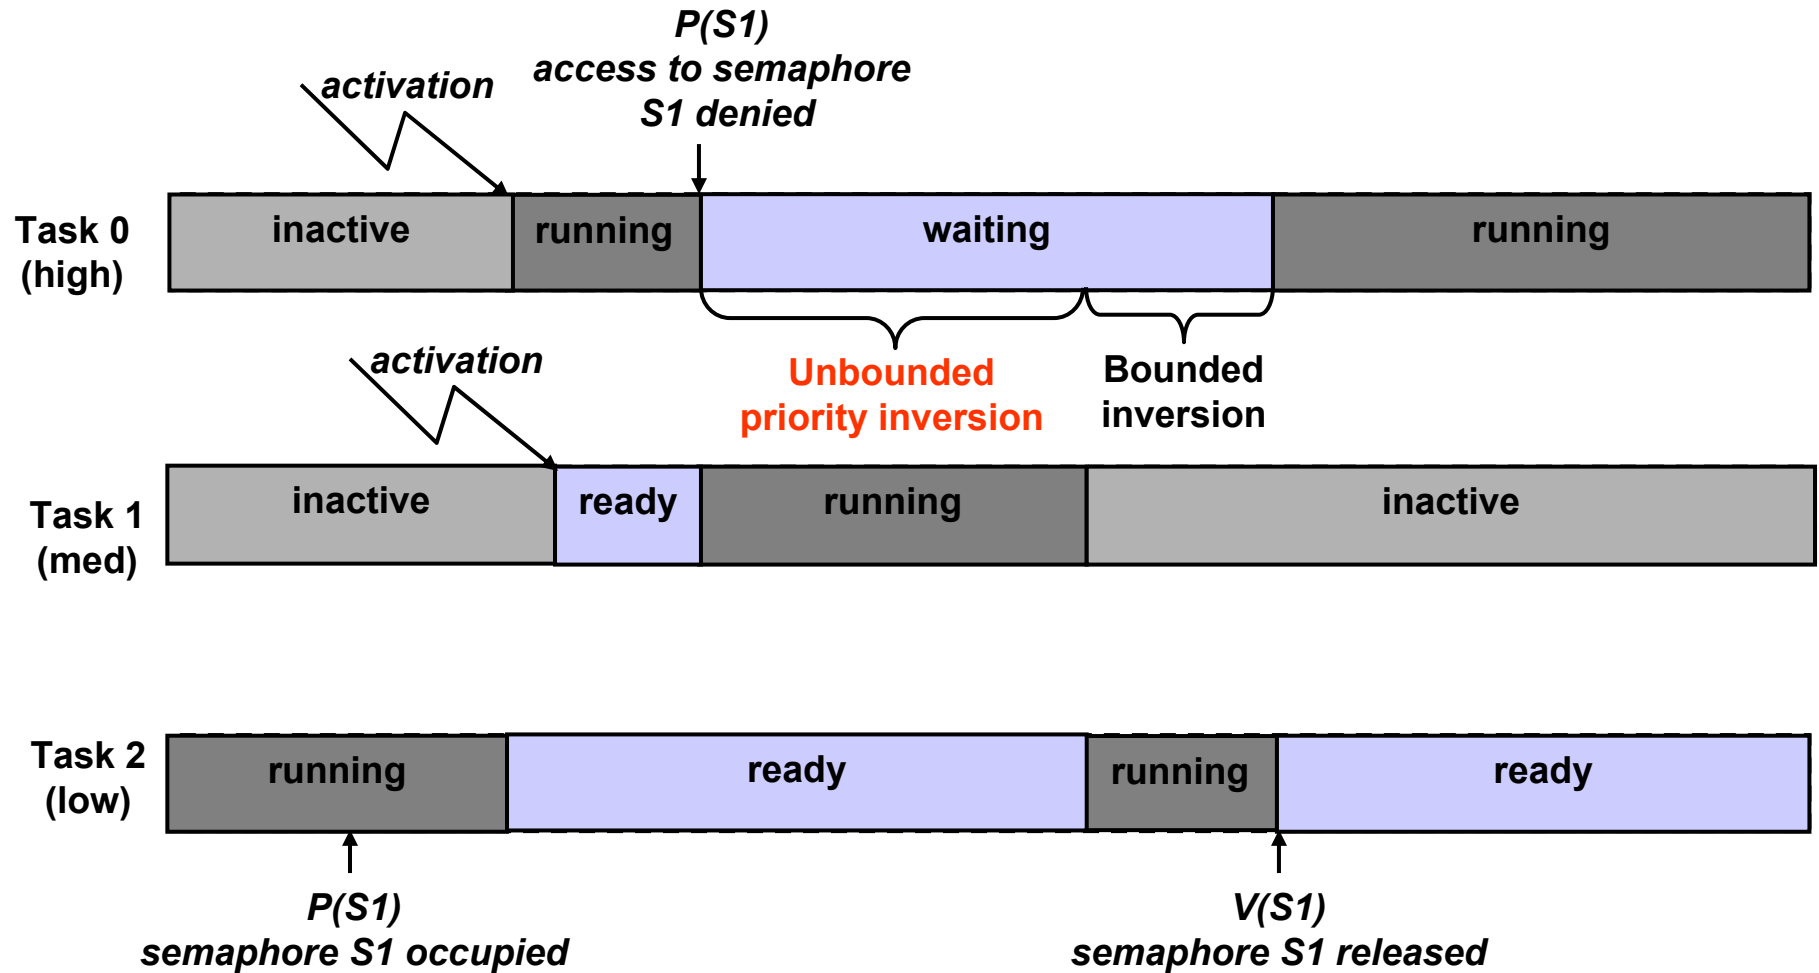 P(S1)
access to semaphore
S1 denied
activation
Task 0
(high)
inactive
running
waiting
running
activation
Unbounded
priority inversion
Bounded
inversion
Task 1
(med)
inactive
ready
running
inactive
Task 2
(low)
running
ready
running
ready
P(S1)
semaphore S1 occupied
V(S1)
semaphore S1 released